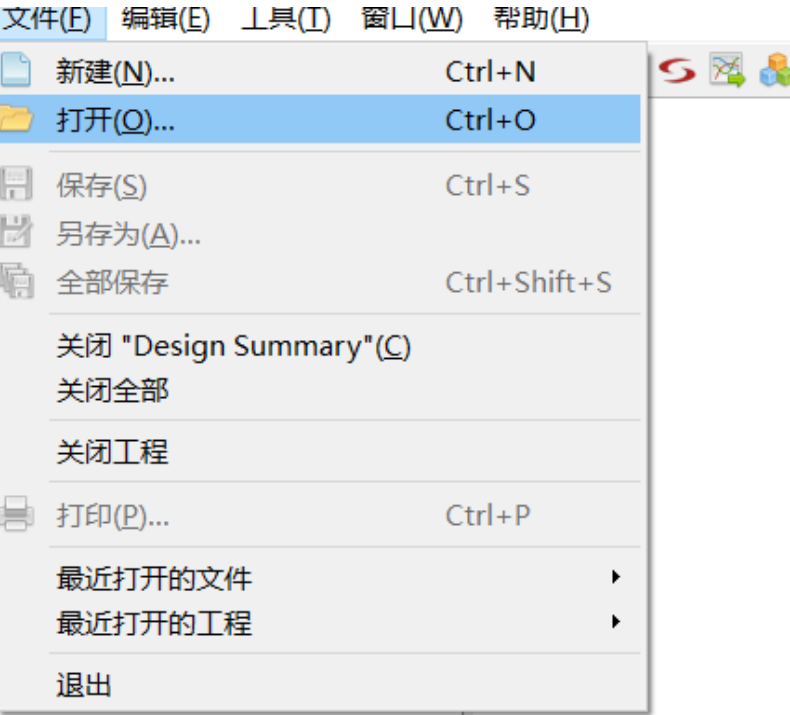 文件(F) 编辑(E) 工具(T) 窗口(W) 帮助(H)
新建(N)... Ctrl+N
打开(O)... Ctrl+O
保存(S) Ctrl+S
另存为(A)...
全部保存 Ctrl+Shift+S
关闭 "Design Summary"(C)
关闭全部
关闭工程
打印(P)... Ctrl+P
最近打开的文件
最近打开的工程
退出